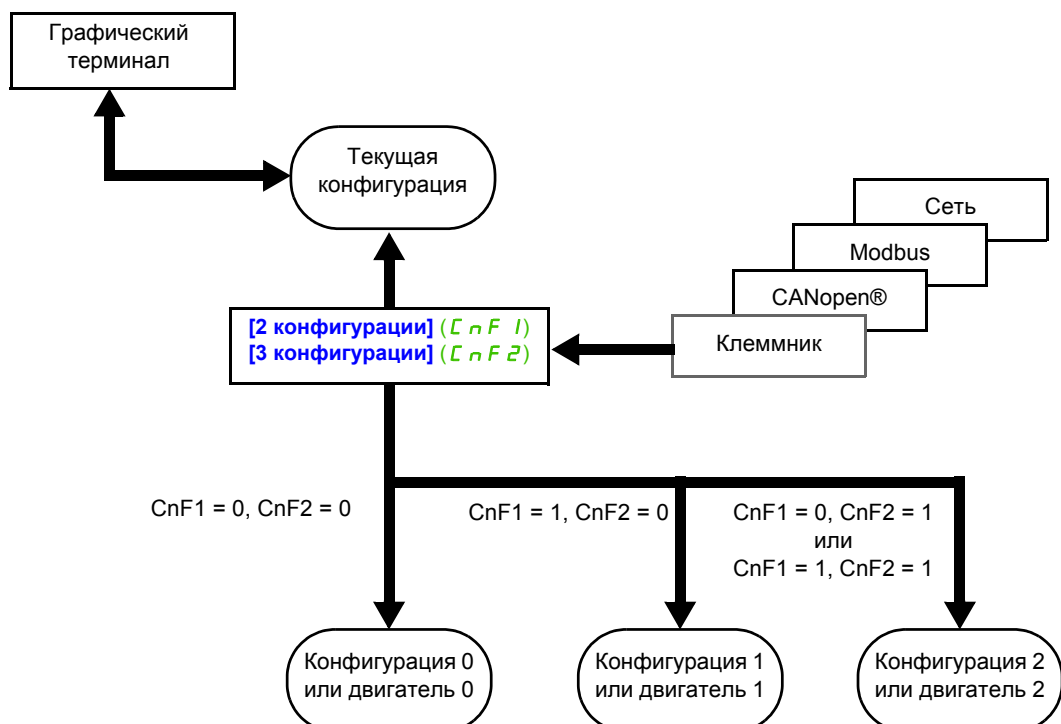 Графический
терминал
Текущая
конфигурация
Сеть
Modbus
CANopen®
Клеммник
[2 конфигурации] (CnF1)
[3 конфигурации] (CnF2)
CnF1 = 0, CnF2 = 0
CnF1 = 1, CnF2 = 0
CnF1 = 0, CnF2 = 1
или
CnF1 = 1, CnF2 = 1
Конфигурация 0
или двигатель 0
Конфигурация 1
или двигатель 1
Конфигурация 2
или двигатель 2